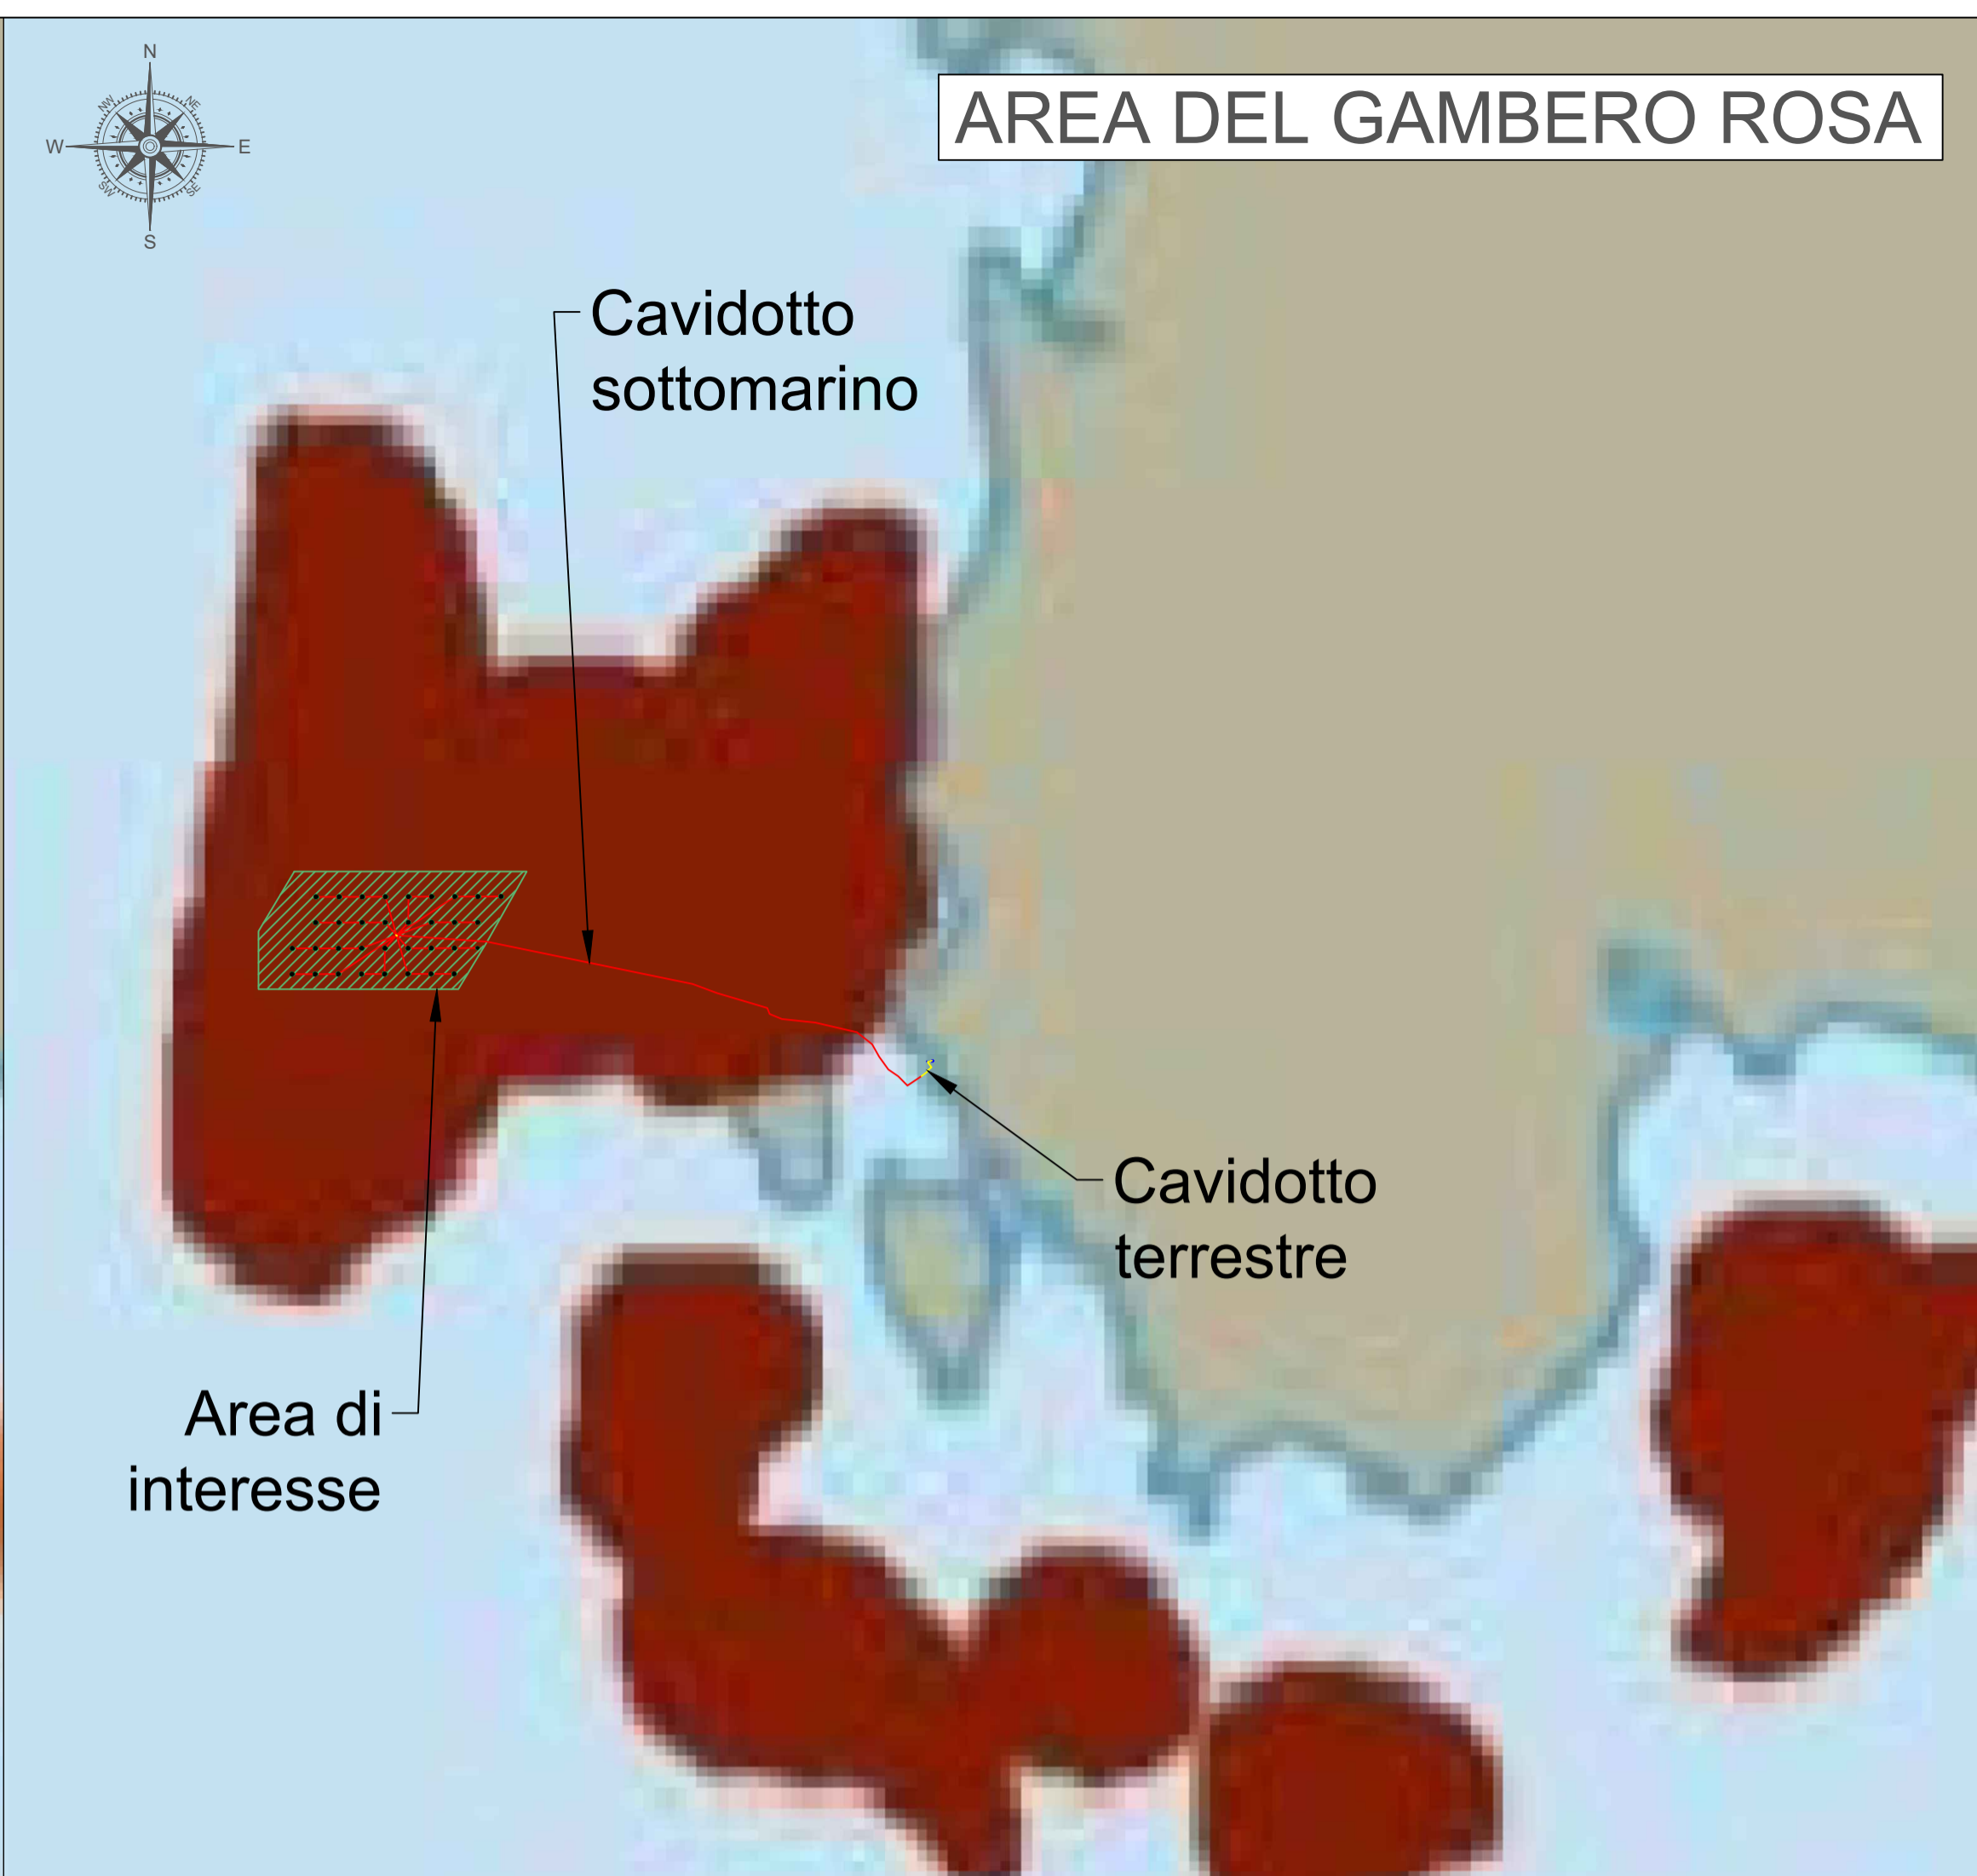 N
NW
NE
W
E
SW
SE
S
AREA DEL GAMBERO ROSA
Cavidotto
sottomarino
Cavidotto
terrestre
Area di
interesse